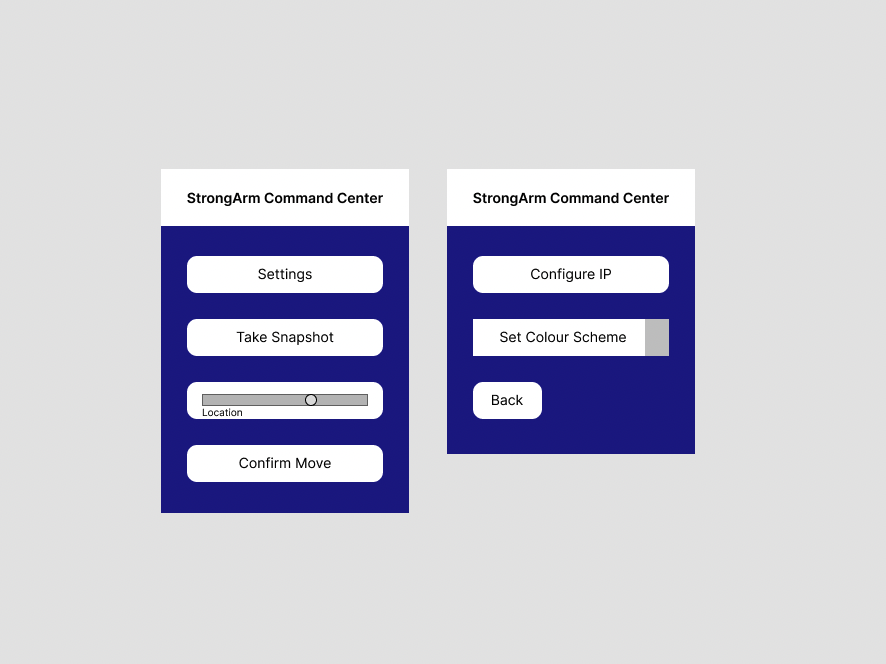 StrongArm Command Center
Settings
Take Snapshot
Location
Confirm Move
StrongArm Command Center
Configure IP
Set Colour Scheme
Back